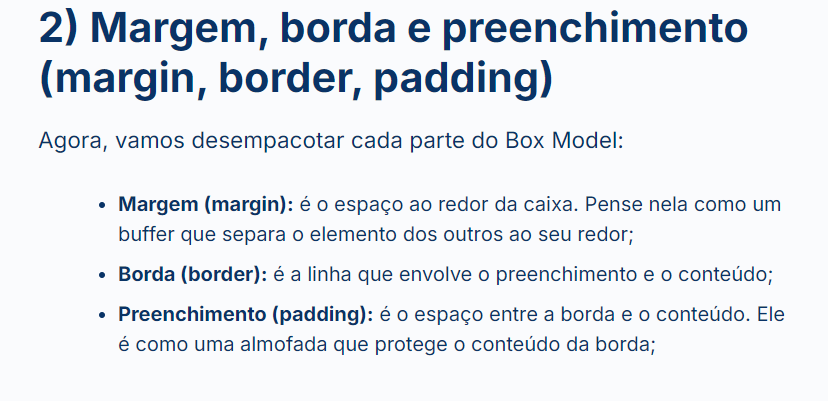 2) Margem, borda e preenchimento
(margin, border, padding)
Agora, vamos desempacotar cada parte do Box Model:
• Margem (margin): é o espaço ao redor da caixa. Pense nela como um
buffer que separa o elemento dos outros ao seu redor;
• Borda (border): é a linha que envolve o preenchimento e o conteúdo;
• Preenchimento (padding): é o espaço entre a borda e o conteúdo. Ele
é como uma almofada que protege o conteúdo da borda;